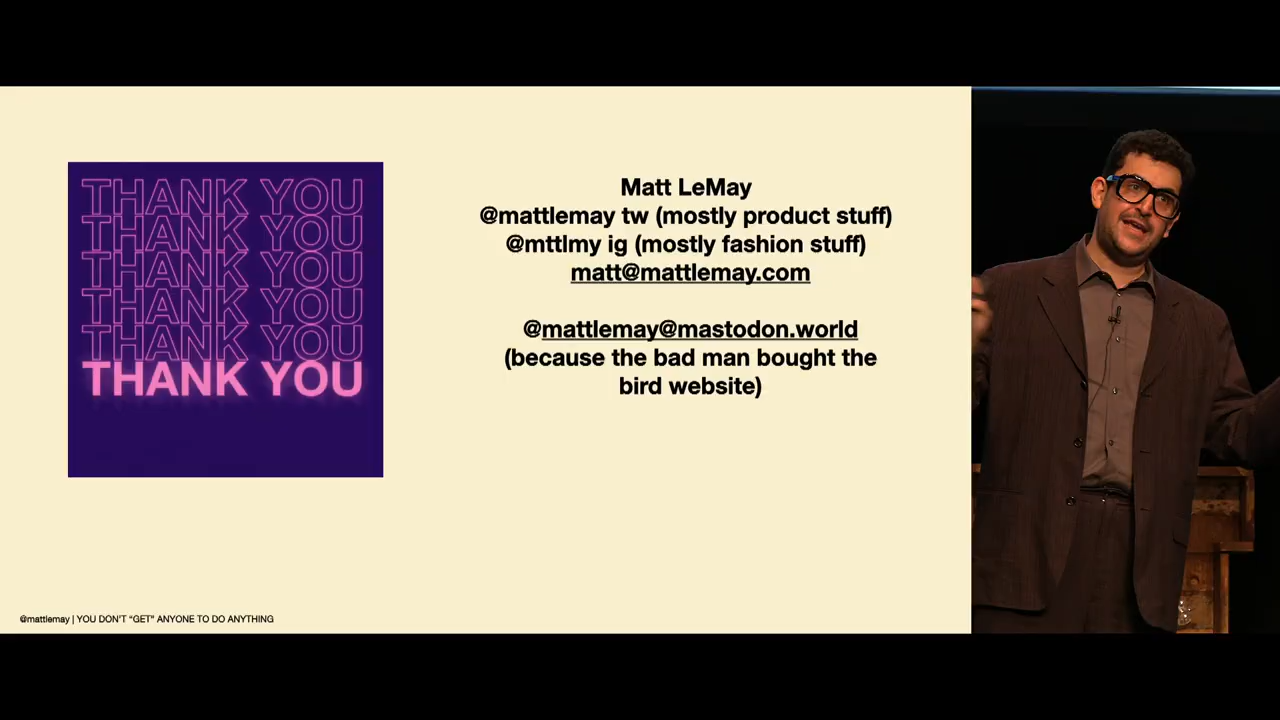 THANK YOU
THANK YOU
THANK YOU
THANK YOU
THANK YOU
THANK YOU
Matt LeMay
@mattlemay tw (mostly product stuff)
@mttlmy ig (mostly fashion stuff)
matt@mattlemay.com
@mattlemay@mastodon.world
(because the bad man bought the
bird website)
@mattlemay | YOU DON'T “GET” ANYONE TO DO ANYTHING